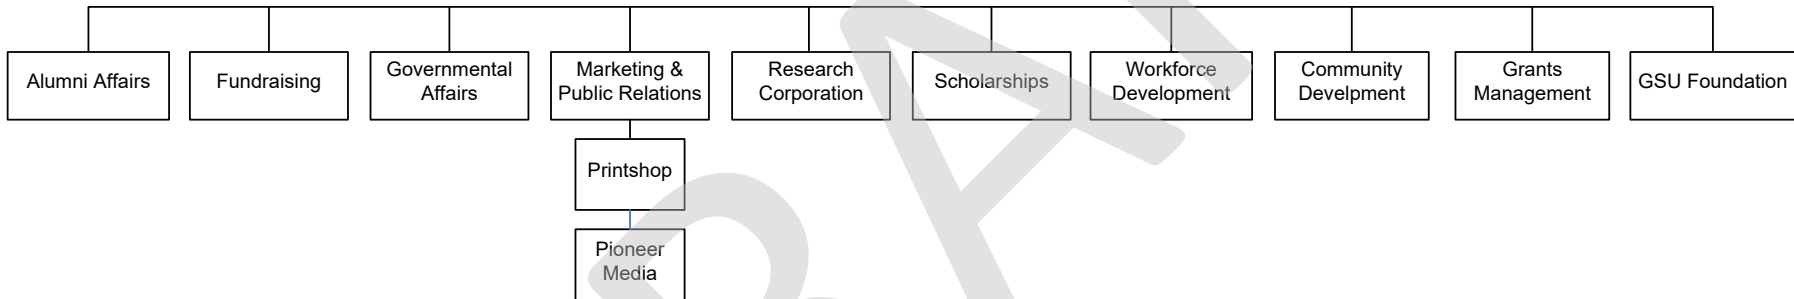 Alumni Affairs
Fundraising
Governmental
Affairs
Marketing &
Public Relations
Research
Corporation
Scholarships
Workforce
Development
Community
Develpment
Grants
Management
GSU Foundation
Printshop
Pioneer
Media